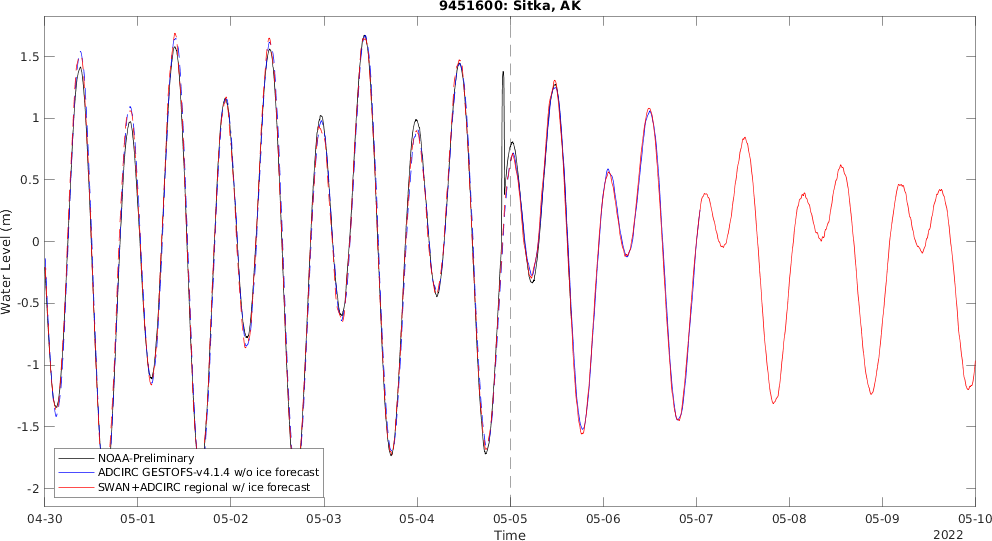 9451600: Sitka, AK
Water Level (m)
1.5
1
0.5
0
-0.5
-1
-1.5
-2
NOAA-Preliminary
ADCIRC GESTOFS-v4.1.4 w/o ice forecast
SWAN+ADCIRC regional w/ ice forecast
04-30 05-01 05-02 05-03 05-04 05-05 05-06 05-07 05-08 05-09 05-10
Time
2022